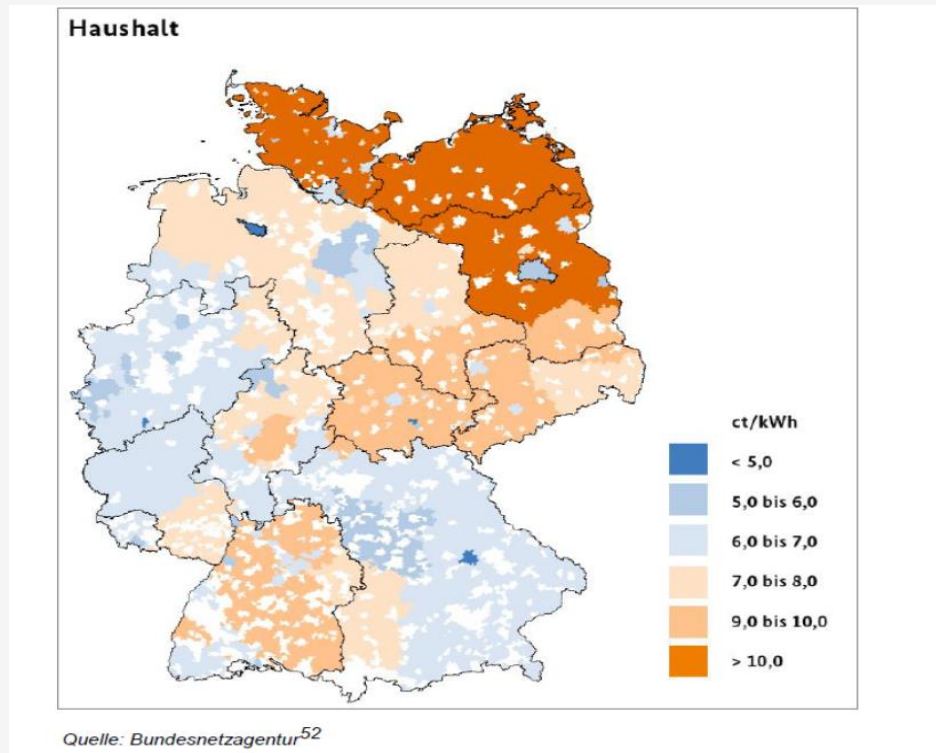 Haushalt
ct/kWh
< 5,0
5,0 bis 6,0
6,0 bis 7,0
7,0 bis 8,0
9,0 bis 10,0
> 10,0
Quelle: Bundesnetzagentur52